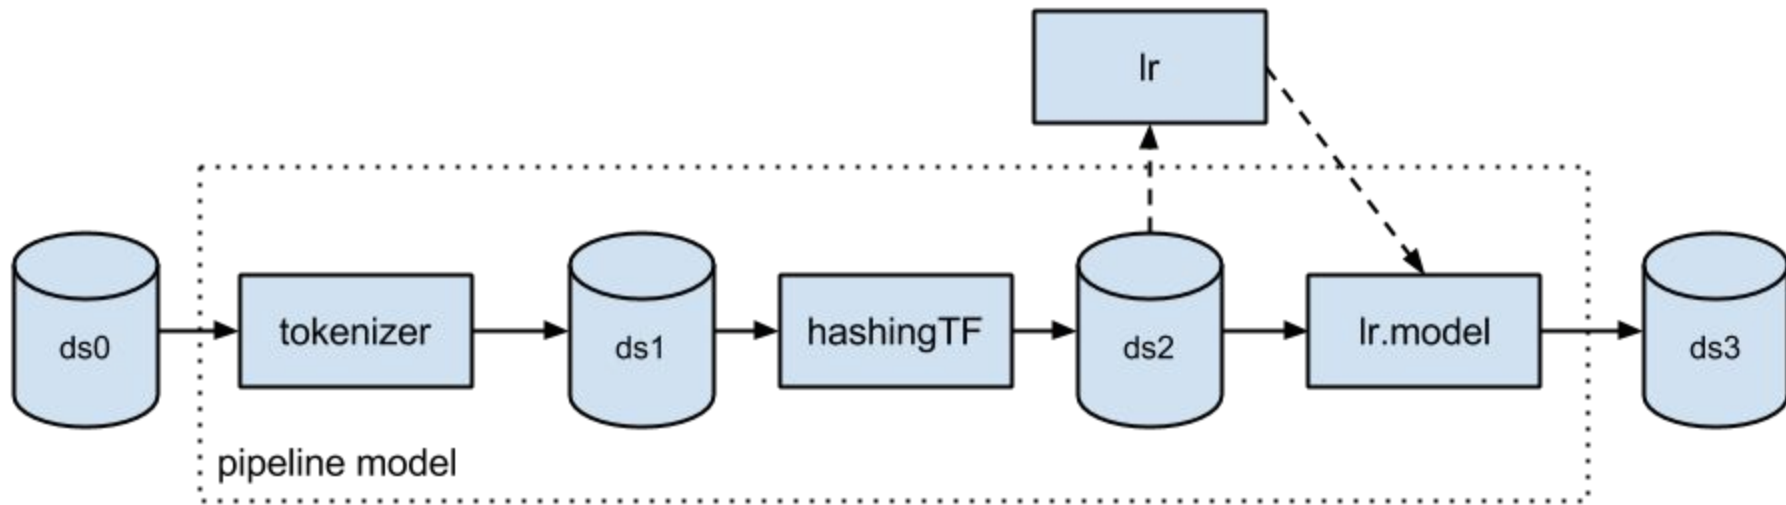 lr
ds0
tokenizer
ds1
hashingTF
ds2
lr.model
ds3
pipeline model